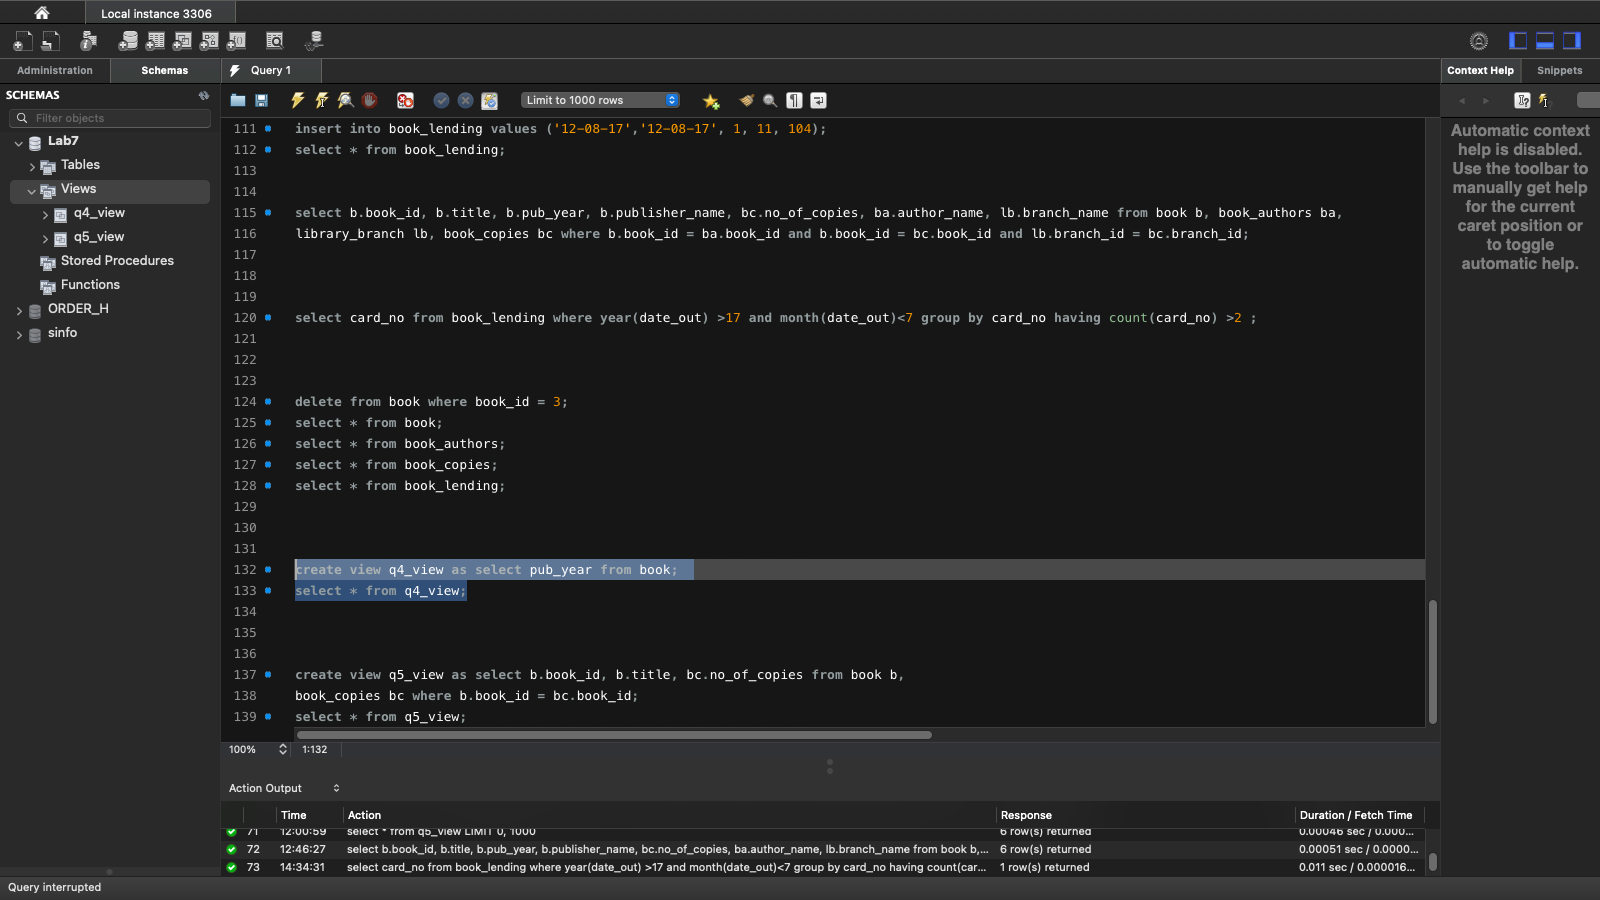 Local instance 3306
Administration
Schemas
Query 1
Context Help
Snippets
SCHEMAS
Filter objects
Lab7
Tables
Views
q4_view
q5_view
Stored Procedures
Functions
ORDER_H
sinfo
Limit to 1000 rows
111 insert into book_lending values ('12-08-17','12-08-17', 1, 11, 104);
112 select * from book_lending;
113
114
115 select b.book_id, b.title, b.pub_year, b.publisher_name, bc.no_of_copies, ba.author_name, lb.branch_name from book b, book_authors ba,
116 library_branch lb, book_copies bc where b.book_id = ba.book_id and b.book_id = bc.book_id and lb.branch_id = bc.branch_id;
117
118
119
120 select card_no from book_lending where year(date_out) >17 and month(date_out)<7 group by card_no having count(card_no) >2 ;
121
122
123
124 delete from book where book_id = 3;
125 select * from book;
126 select * from book_authors;
127 select * from book_copies;
128 select * from book_lending;
129
130
131
132 create view q4_view as select pub_year from book;
133 select * from q4_view;
134
135
136
137 create view q5_view as select b.book_id, b.title, bc.no_of_copies from book b,
138 book_copies bc where b.book_id = bc.book_id;
139 select * from q5_view;
Automatic context
help is disabled.
Use the toolbar to
manually get help
for the current
caret position or
to toggle
automatic help.
100% 1:132
Action Output
Time Action Response Duration / Fetch Time
71 12:00:59 select * from q5_view LIMIT 0, 1000 6 row(s) returned 0.00046 sec / 0.000...
72 12:46:27 select b.book_id, b.title, b.pub_year, b.publisher_name, bc.no_of_copies, ba.author_name, lb.branch_name from book b,... 6 row(s) returned 0.00051 sec / 0.0000...
73 14:34:31 select card_no from book_lending where year(date_out) >17 and month(date_out)<7 group by card_no having count(car... 1 row(s) returned 0.011 sec / 0.000016...
Query interrupted